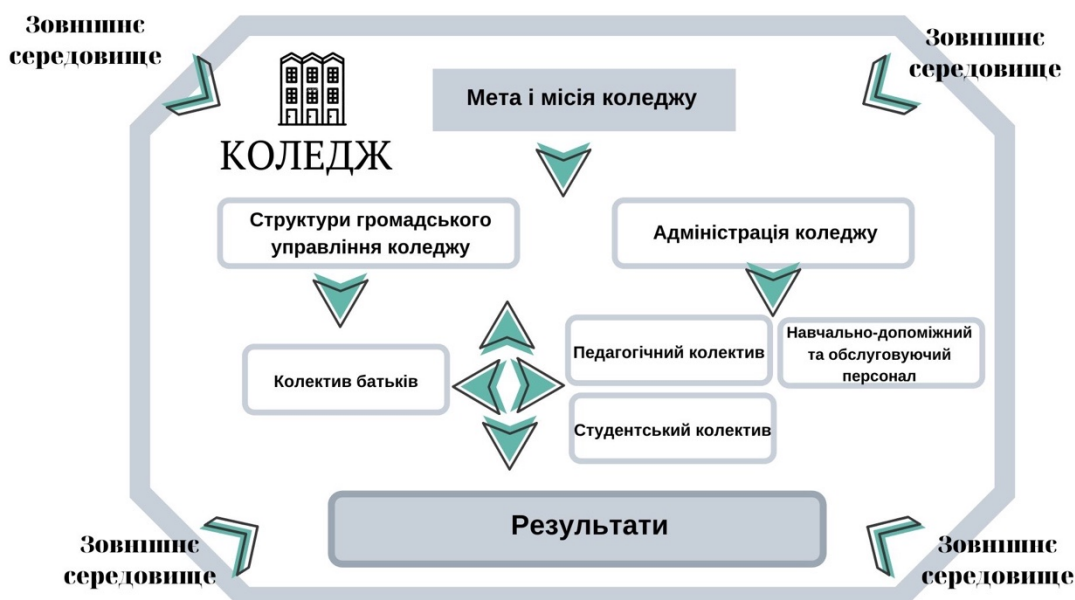 Зовнішнє
середовище
Зовнішнє
середовище
Мета і місія коледжу
КОЛЕДЖ
Структури громадського
управління коледжу
Адміністрація коледжу
Колектив батьків
Педагогічний колектив
Навчально-допоміжний
та обслуговуючий
персонал
Студентський колектив
Результати
Зовнішнє
середовище
Зовнішнє
середовище